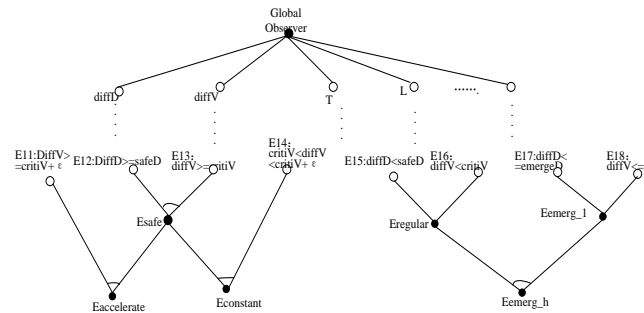 Global
Observer
diffD
diffV
T
L
.......
E11:DiffV>
=critiV+ ε
E12:DiffD>=safeD
E13:
diffV>=critiV
E14:
critiV<diffV
<critiV+ ε
E15:diffD<safeD
E16:
diffV<critiV
E17:diffD<
=emergeD
E18:
diffV<=
Esafe
Eregular
Eemerg_1
Eaccelerate
Econstant
Eemerg_h